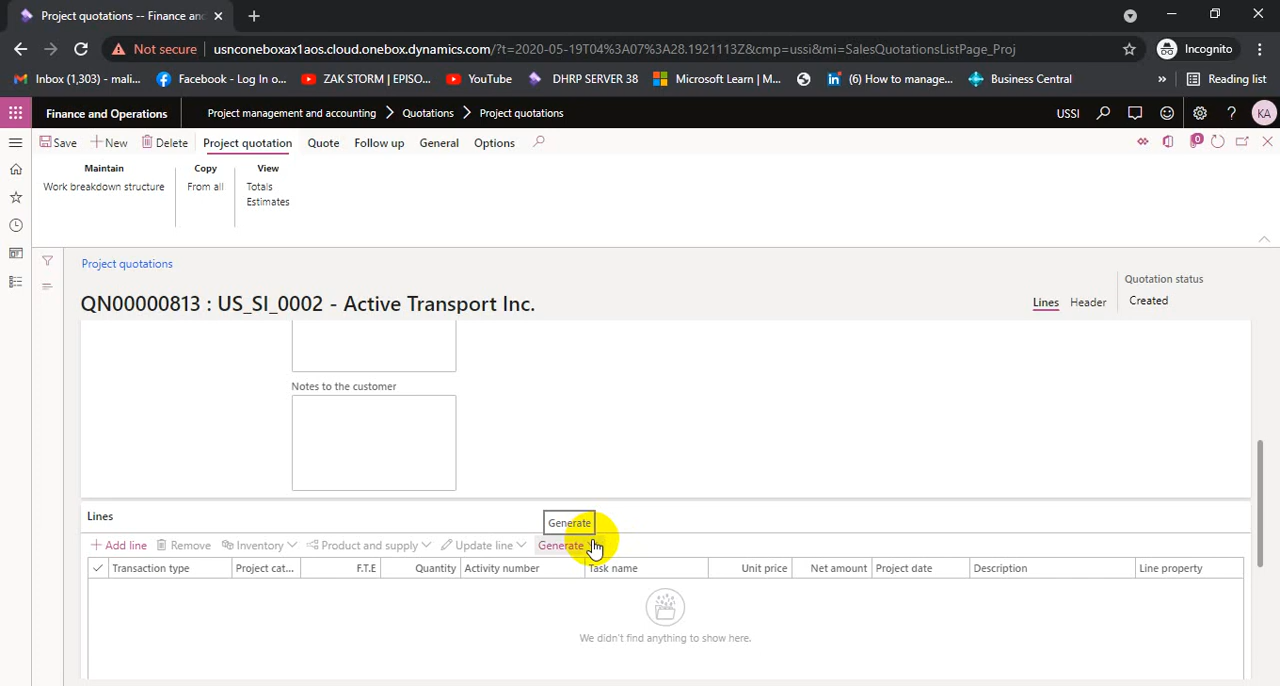 Project quotations -- Finance and
Not secure usnconeboxax1aos.cloud.onebox.dynamics.com/?t=2020-05-19T04%3A07%3A28.1921113Z&cmp=ussi&mi=SalesQuotationsListPage_Proj Incognito
Inbox (1,303) - mali... Facebook - Log In o... ZAK STORM | EPISO... YouTube DHRP SERVER 38 Microsoft Learn | M... (6) How to manage... Business Central » Reading list
Finance and Operations Project management and accounting Quotations Project quotations USSI ? KA
Save New Delete Project quotation Quote Follow up General Options 0
Maintain Copy View
Work breakdown structure From all Totals
Estimates
Project quotations
QN00000813 : US_SI_0002 - Active Transport Inc.
Lines Header
Quotation status
Created
Notes to the customer
Lines
Generate
Add line Remove Inventory Product and supply Update line Generate
Transaction type Project cat... F.T.E Quantity Activity number Task name Unit price Net amount Project date Description Line property
We didn't find anything to show here.